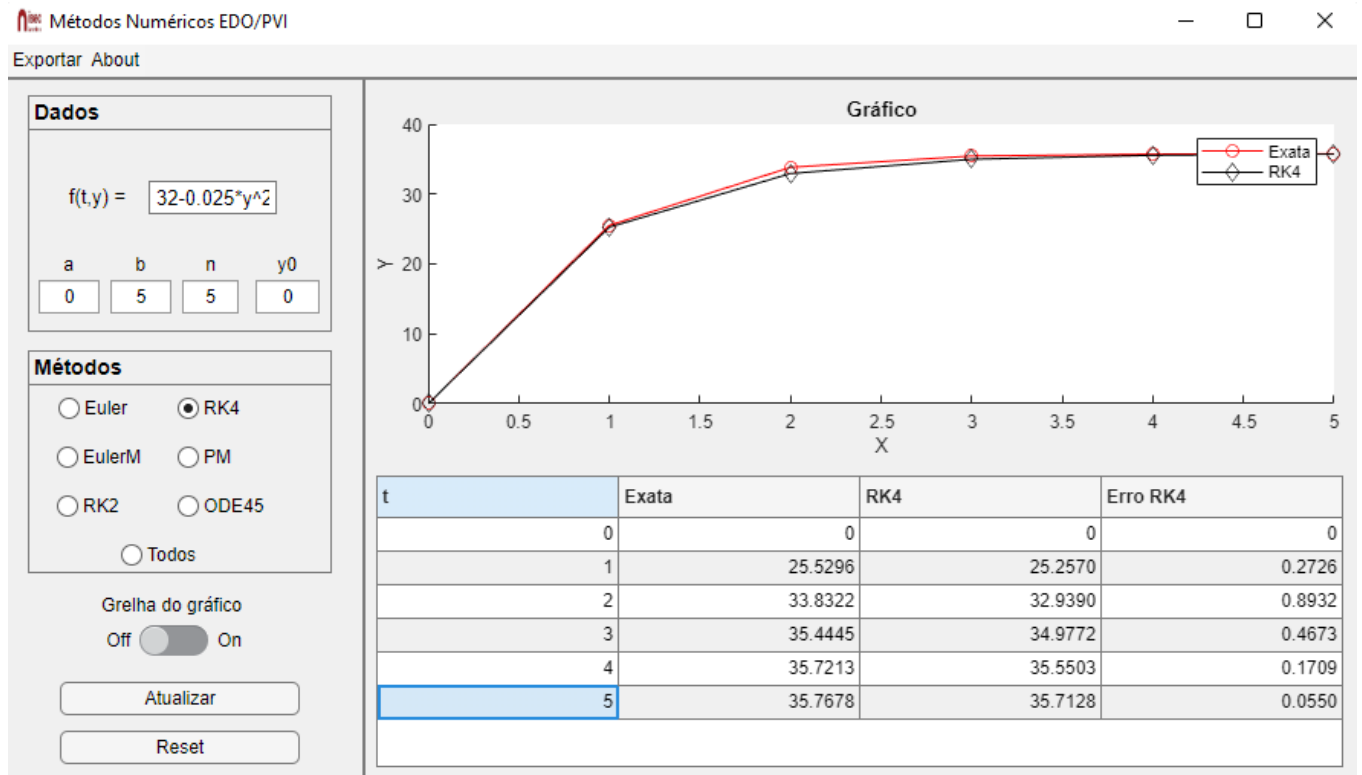 Métodos Numéricos EDO/PVI
Exportar About
Dados
f(t,y) = 32-0.025*y^2
a b n y0
0 5 5 0
Métodos
Euler RK4
EulerM PM
RK2 ODE45
Todos
Grelha do gráfico
Off On
Atualizar
Reset
Gráfico
Exata
RK4
40
30
20
10
0
Y
0 0.5 1 1.5 2 2.5 3 3.5 4 4.5 5
X
t Exata RK4 Erro RK4
0 0 0 0
1 25.5296 25.2570 0.2726
2 33.8322 32.9390 0.8932
3 35.4445 34.9772 0.4673
4 35.7213 35.5503 0.1709
5 35.7678 35.7128 0.0550